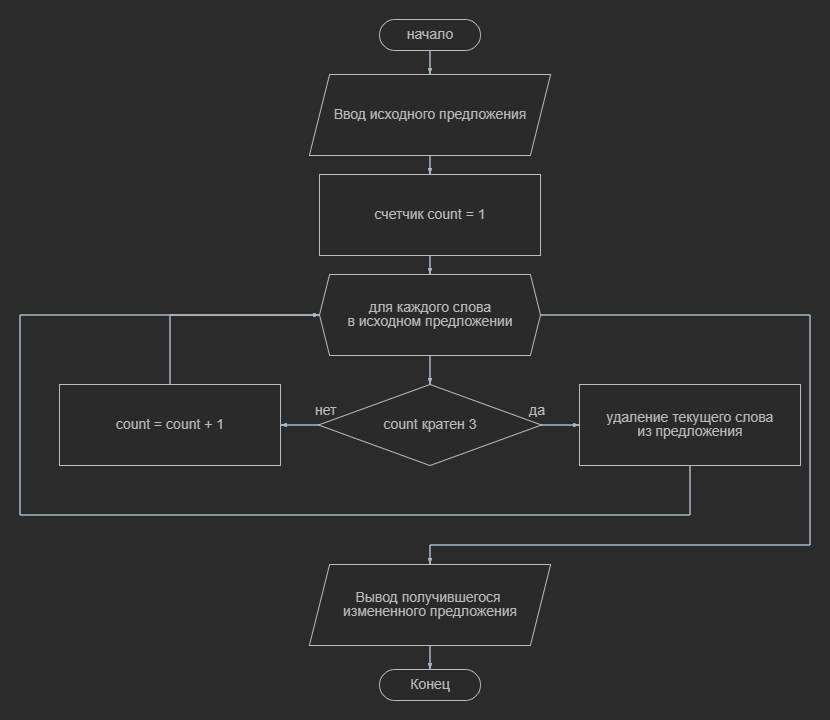 начало
Ввод исходного предложения
счетчик count = 1
для каждого слова
в исходном предложении
нет
да
count = count + 1
count кратен 3
удаление текущего слова
из предложения
Вывод получившегося
измененного предложения
Конец